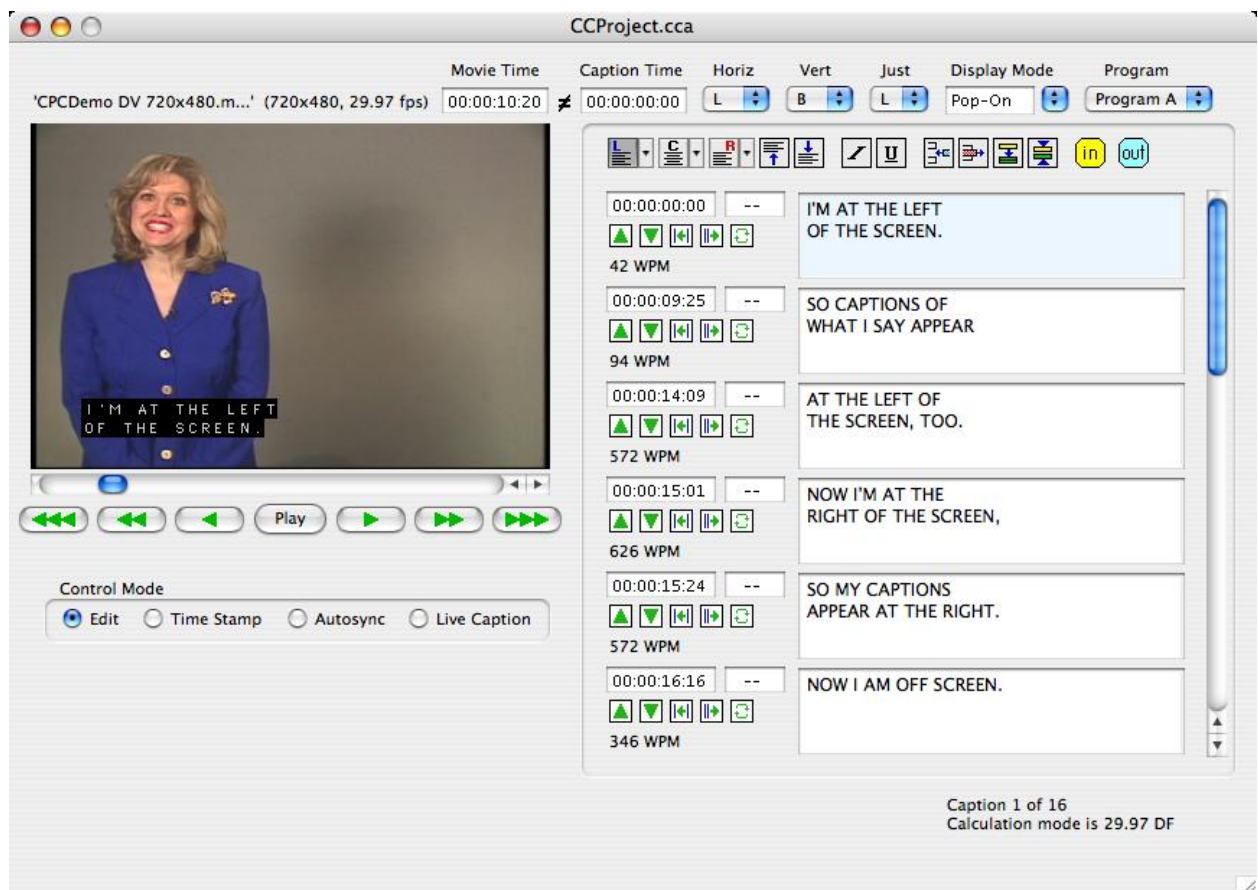 CCProject.cca
Movie Time Caption Time Horiz Vert Just Display Mode Program
'CPCDemo DV 720x480.m...' (720x480, 29.97 fps) 00:00:10:20 ≠ 00:00:00:00 L B L Pop-On Program A
L C R I U in out
00:00:00:00 --
42 WPM
I'M AT THE LEFT
OF THE SCREEN.
00:00:09:25 --
94 WPM
SO CAPTIONS OF
WHAT I SAY APPEAR
00:00:14:09 --
572 WPM
AT THE LEFT OF
THE SCREEN, TOO.
00:00:15:01 --
626 WPM
NOW I'M AT THE
RIGHT OF THE SCREEN,
00:00:15:24 --
572 WPM
SO MY CAPTIONS
APPEAR AT THE RIGHT.
00:00:16:16 --
346 WPM
NOW I AM OFF SCREEN.
I'M AT THE LEFT
OF THE SCREEN.
Play
Control Mode
Edit Time Stamp Autosync Live Caption
Caption 1 of 16
Calculation mode is 29.97 DF